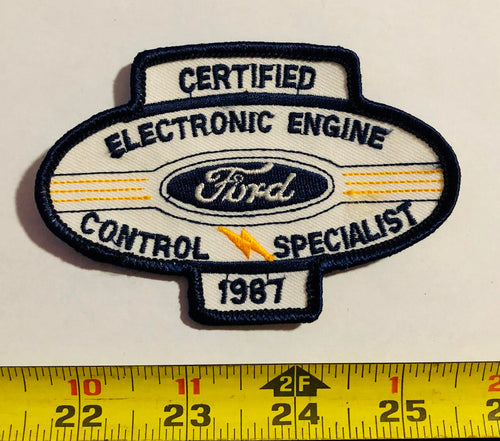 CERTIFIED
ELECTRONIC ENGINE
Ford
CONTROL SPECIALIST
1987
10 11 2F 1
22 23 24 25